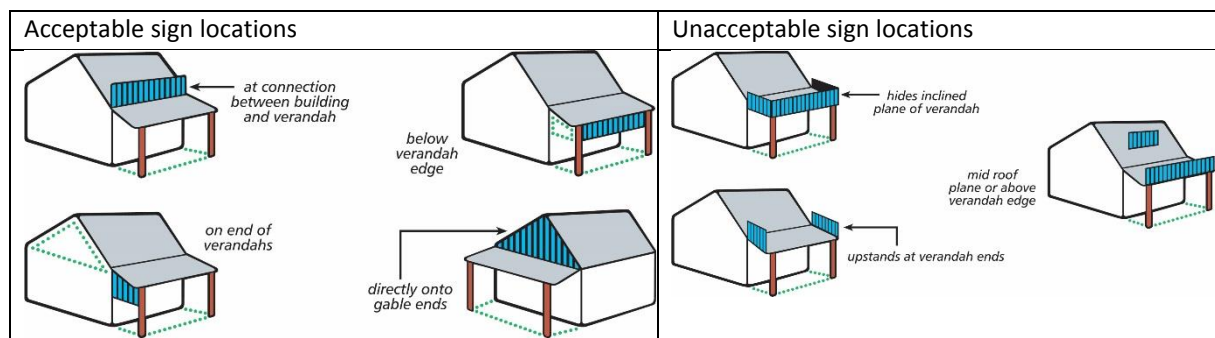 Acceptable sign locations
at connection
between building
and verandah
below
verandah
edge
on end of
verandahs
directly onto
gable ends
Unacceptable sign locations
hides inclined
plane of verandah
mid roof
plane or above
verandah edge
upstands at verandah ends